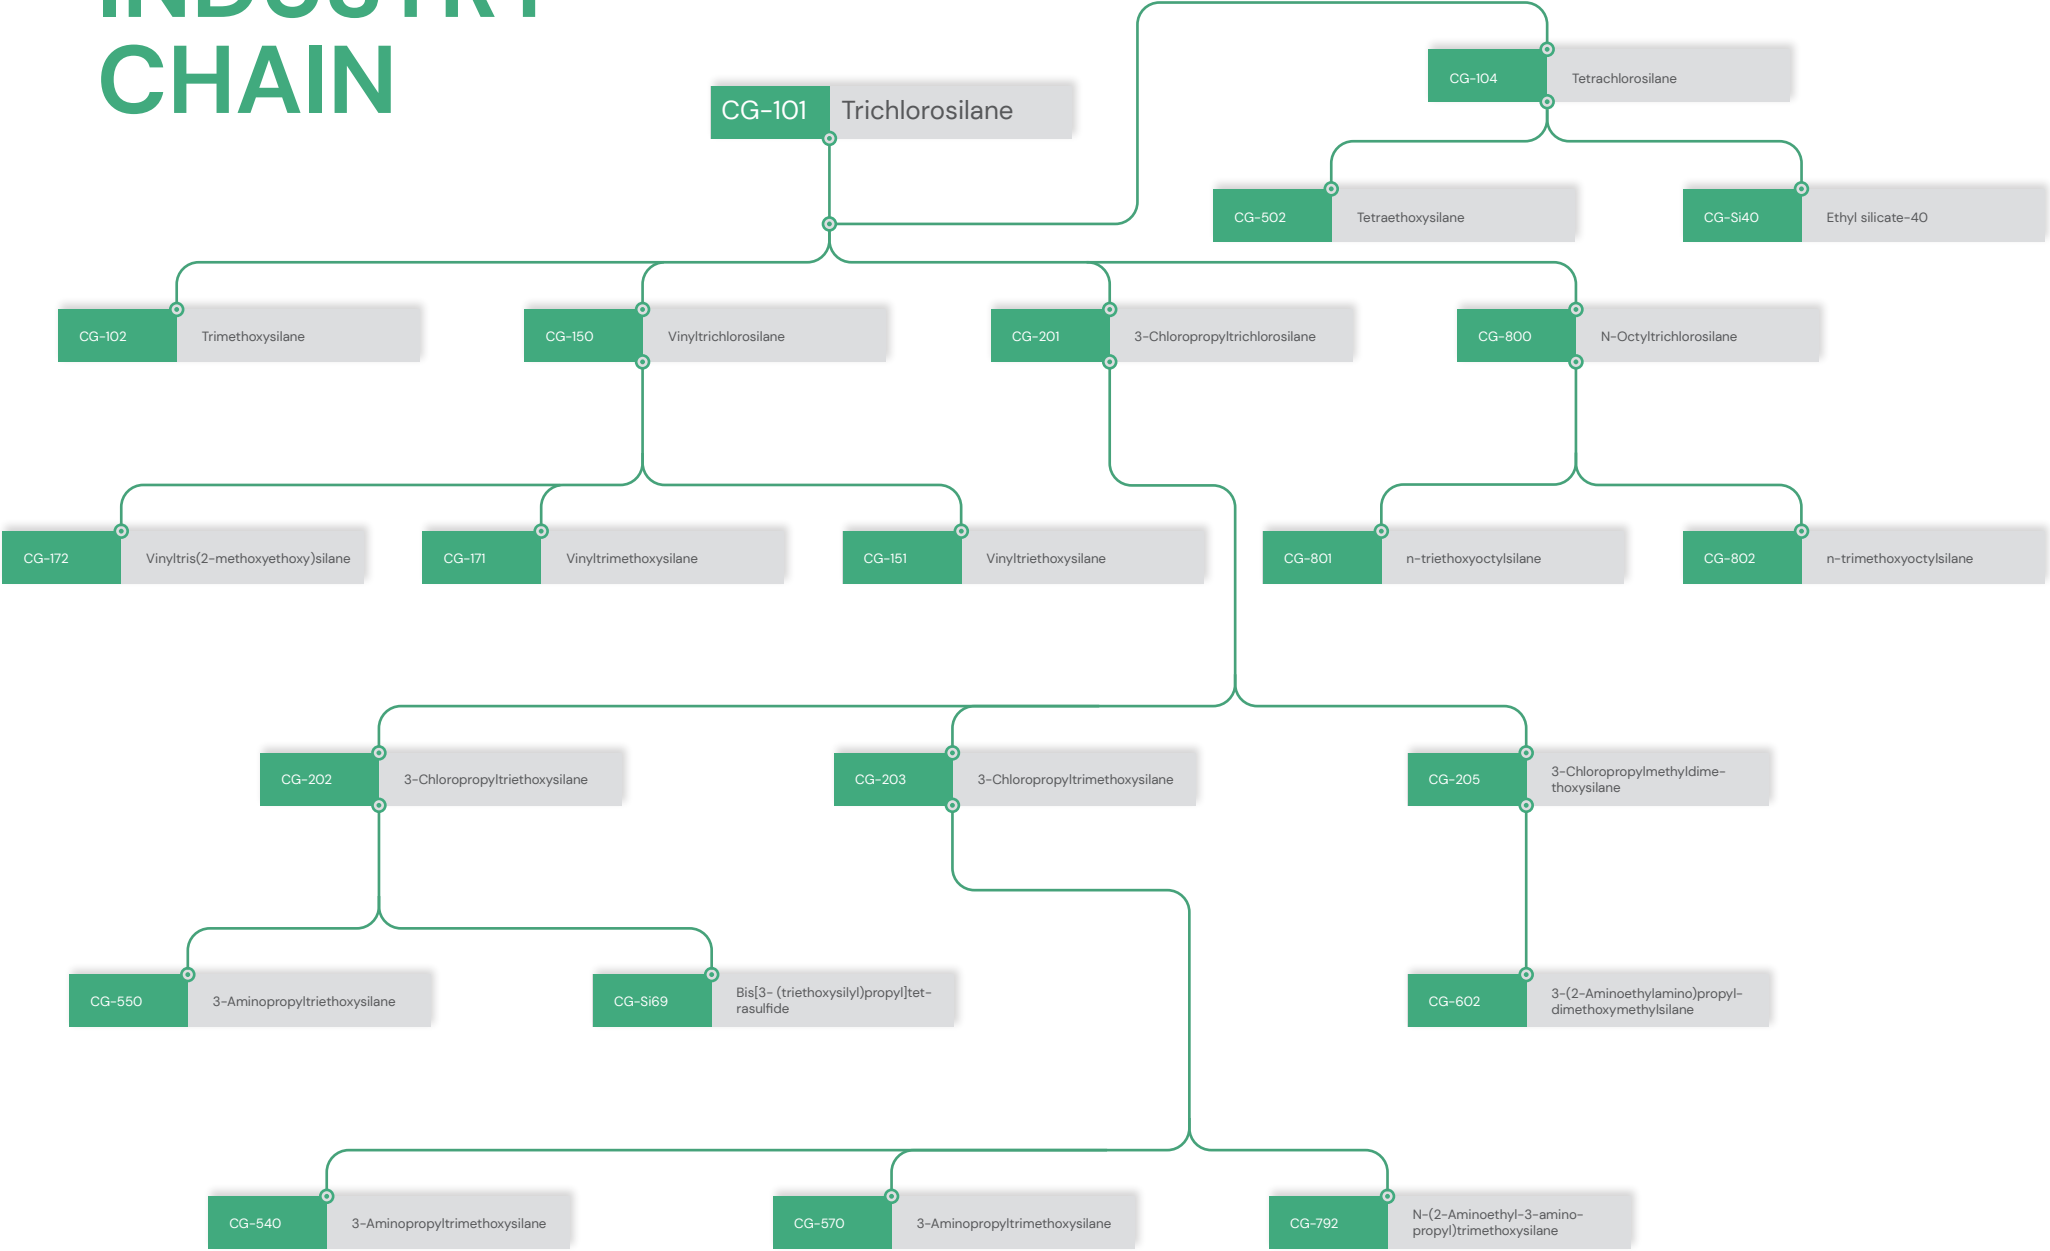 INDUSTRY
CHAIN
CG-101 Trichlorosilane
CG-104 Tetrachlorosilane
CG-502 Tetraethoxysilane
CG-Si40 Ethyl silicate-40
CG-102 Trimethoxysilane
CG-150 Vinyltrichlorosilane
CG-201 3-Chloropropyltrichlorosilane
CG-800 N-Octyltrichlorosilane
CG-172 Vinyltris(2-methoxyethoxy)silane
CG-171 Vinyltrimethoxysilane
CG-151 Vinyltriethoxysilane
CG-801 n-triethoxyoctylsilane
CG-802 n-trimethoxyoctylsilane
CG-202 3-Chloropropyltriethoxysilane
CG-203 3-Chloropropyltrimethoxysilane
CG-205 3-Chloropropylmethyldime-
thoxysilane
CG-550 3-Aminopropyltriethoxysilane
CG-Si69 Bis[3- (triethoxysilyl)propyl]tet-
rasulfide
CG-602 3-(2-Aminoethylamino)propyl-
dimethoxymethylsilane
CG-540 3-Aminopropyltrimethoxysilane
CG-570 3-Aminopropyltrimethoxysilane
CG-792 N-(2-Aminoethyl-3-amino-
propyl)trimethoxysilane